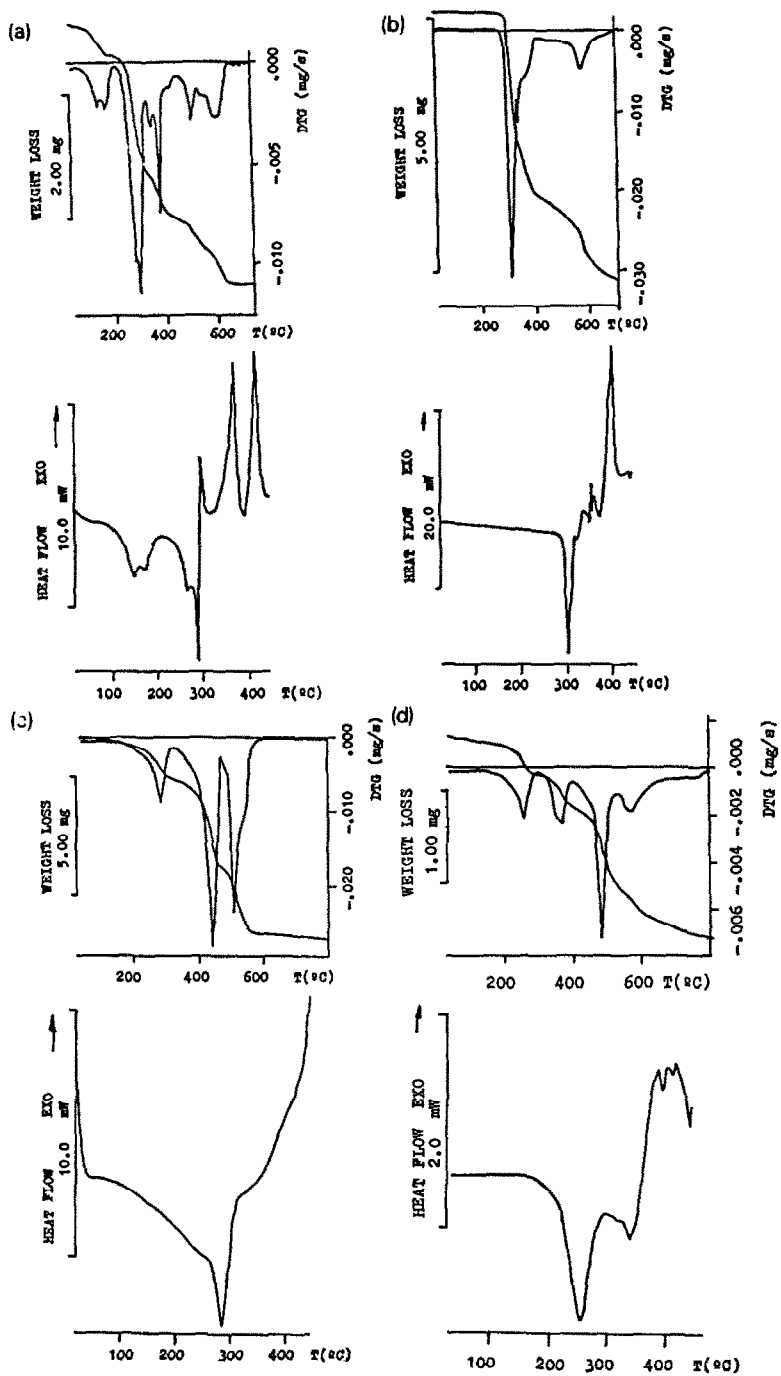 (a)
WEIGHT LOSS
2.00 mg
.000
-.005
-.010
DTG (mg/s)
200 400 600 T(ºC)
HEAT FLOW EXO
10.0 mW
100 200 300 400 T(ºC)
(b)
WEIGHT LOSS
5.00 mg
.000
-.010
-.020
-.030
DTG (mg/s)
200 400 600 T(ºC)
HEAT FLOW EXO
20.0 mW
100 200 300 400 T(ºC)
(c)
WEIGHT LOSS
5.00 mg
.000
-.010
-.020
DTG (mg/s)
200 400 600 T(ºC)
HEAT FLOW EXO
10.0 mW
100 200 300 T(ºC)
(d)
WEIGHT LOSS
1.00 mg
.000
-.002
-.004
-.006
DTG (mg/s)
200 400 600 T(ºC)
HEAT FLOW EXO
2.0 mW
100 200 300 400 T(ºC)